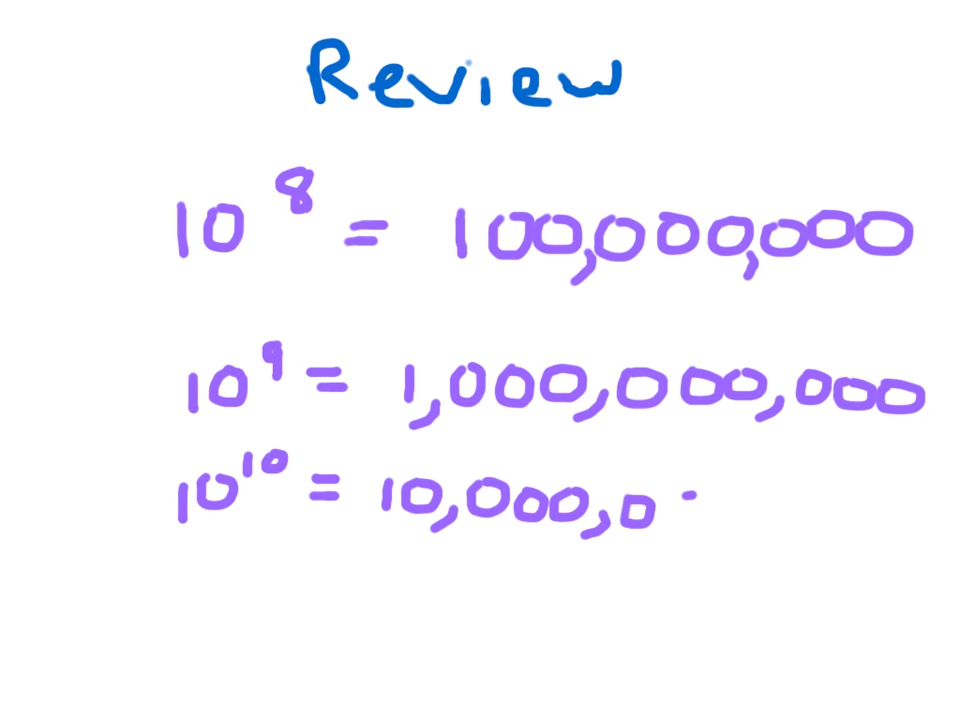 Review
10⁸ = 100,000,000
10⁹ = 1,000,000,000
10¹⁰ = 10,000,0